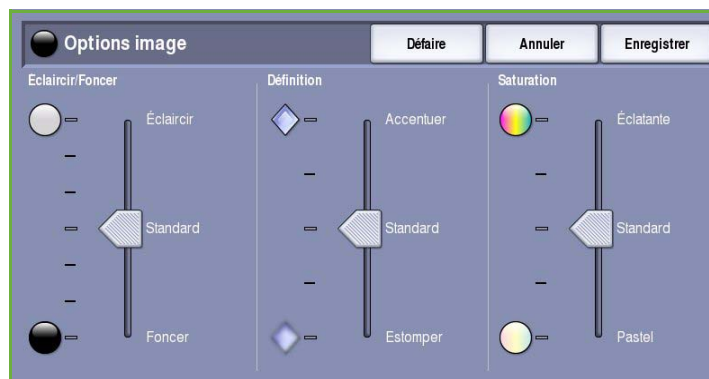 Options image
Défaire
Annuler
Enregistrer
Eclaircir/Foncer
Définition
Saturation
Éclaircir
Accentuer
Éclatante
Standard
Standard
Standard
Foncer
Estomper
Pastel